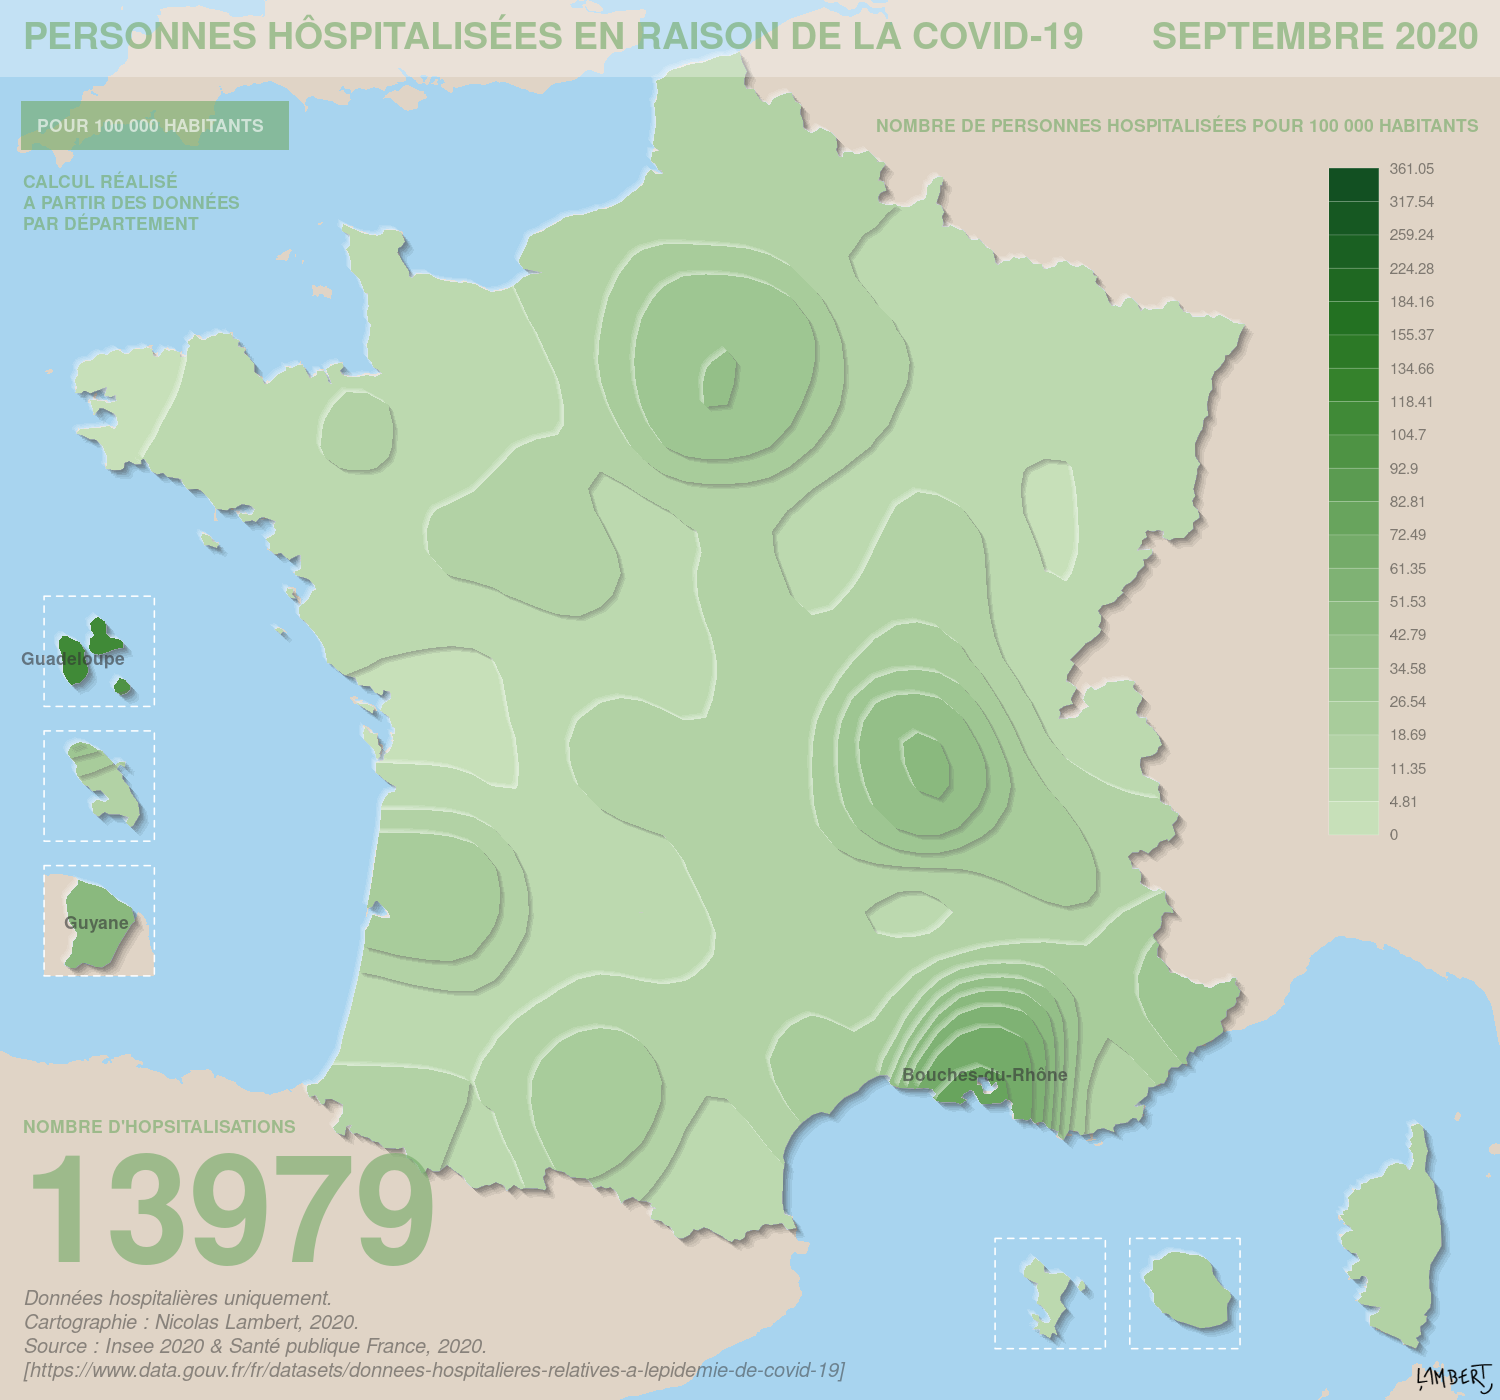 PERSONNES HÔSPITALISÉES EN RAISON DE LA COVID-19 SEPTEMBRE 2020
POUR 100 000 HABITANTS
NOMBRE DE PERSONNES HOSPITALISÉES POUR 100 000 HABITANTS
CALCUL RÉALISÉ
A PARTIR DES DONNÉES
PAR DÉPARTEMENT
361.05
317.54
259.24
224.28
184.16
155.37
134.66
118.41
104.7
92.9
82.81
72.49
61.35
51.53
42.79
34.58
26.54
18.69
11.35
4.81
0
Guadeloupe
Guyane
Bouches-du-Rhône
NOMBRE D'HOPSITALISATIONS
13979
Données hospitalières uniquement.
Cartographie : Nicolas Lambert, 2020.
Source : Insee 2020 & Santé publique France, 2020.
[https://www.data.gouv.fr/fr/datasets/donnees-hospitalieres-relatives-a-lepidemie-de-covid-19]
LAMBERT